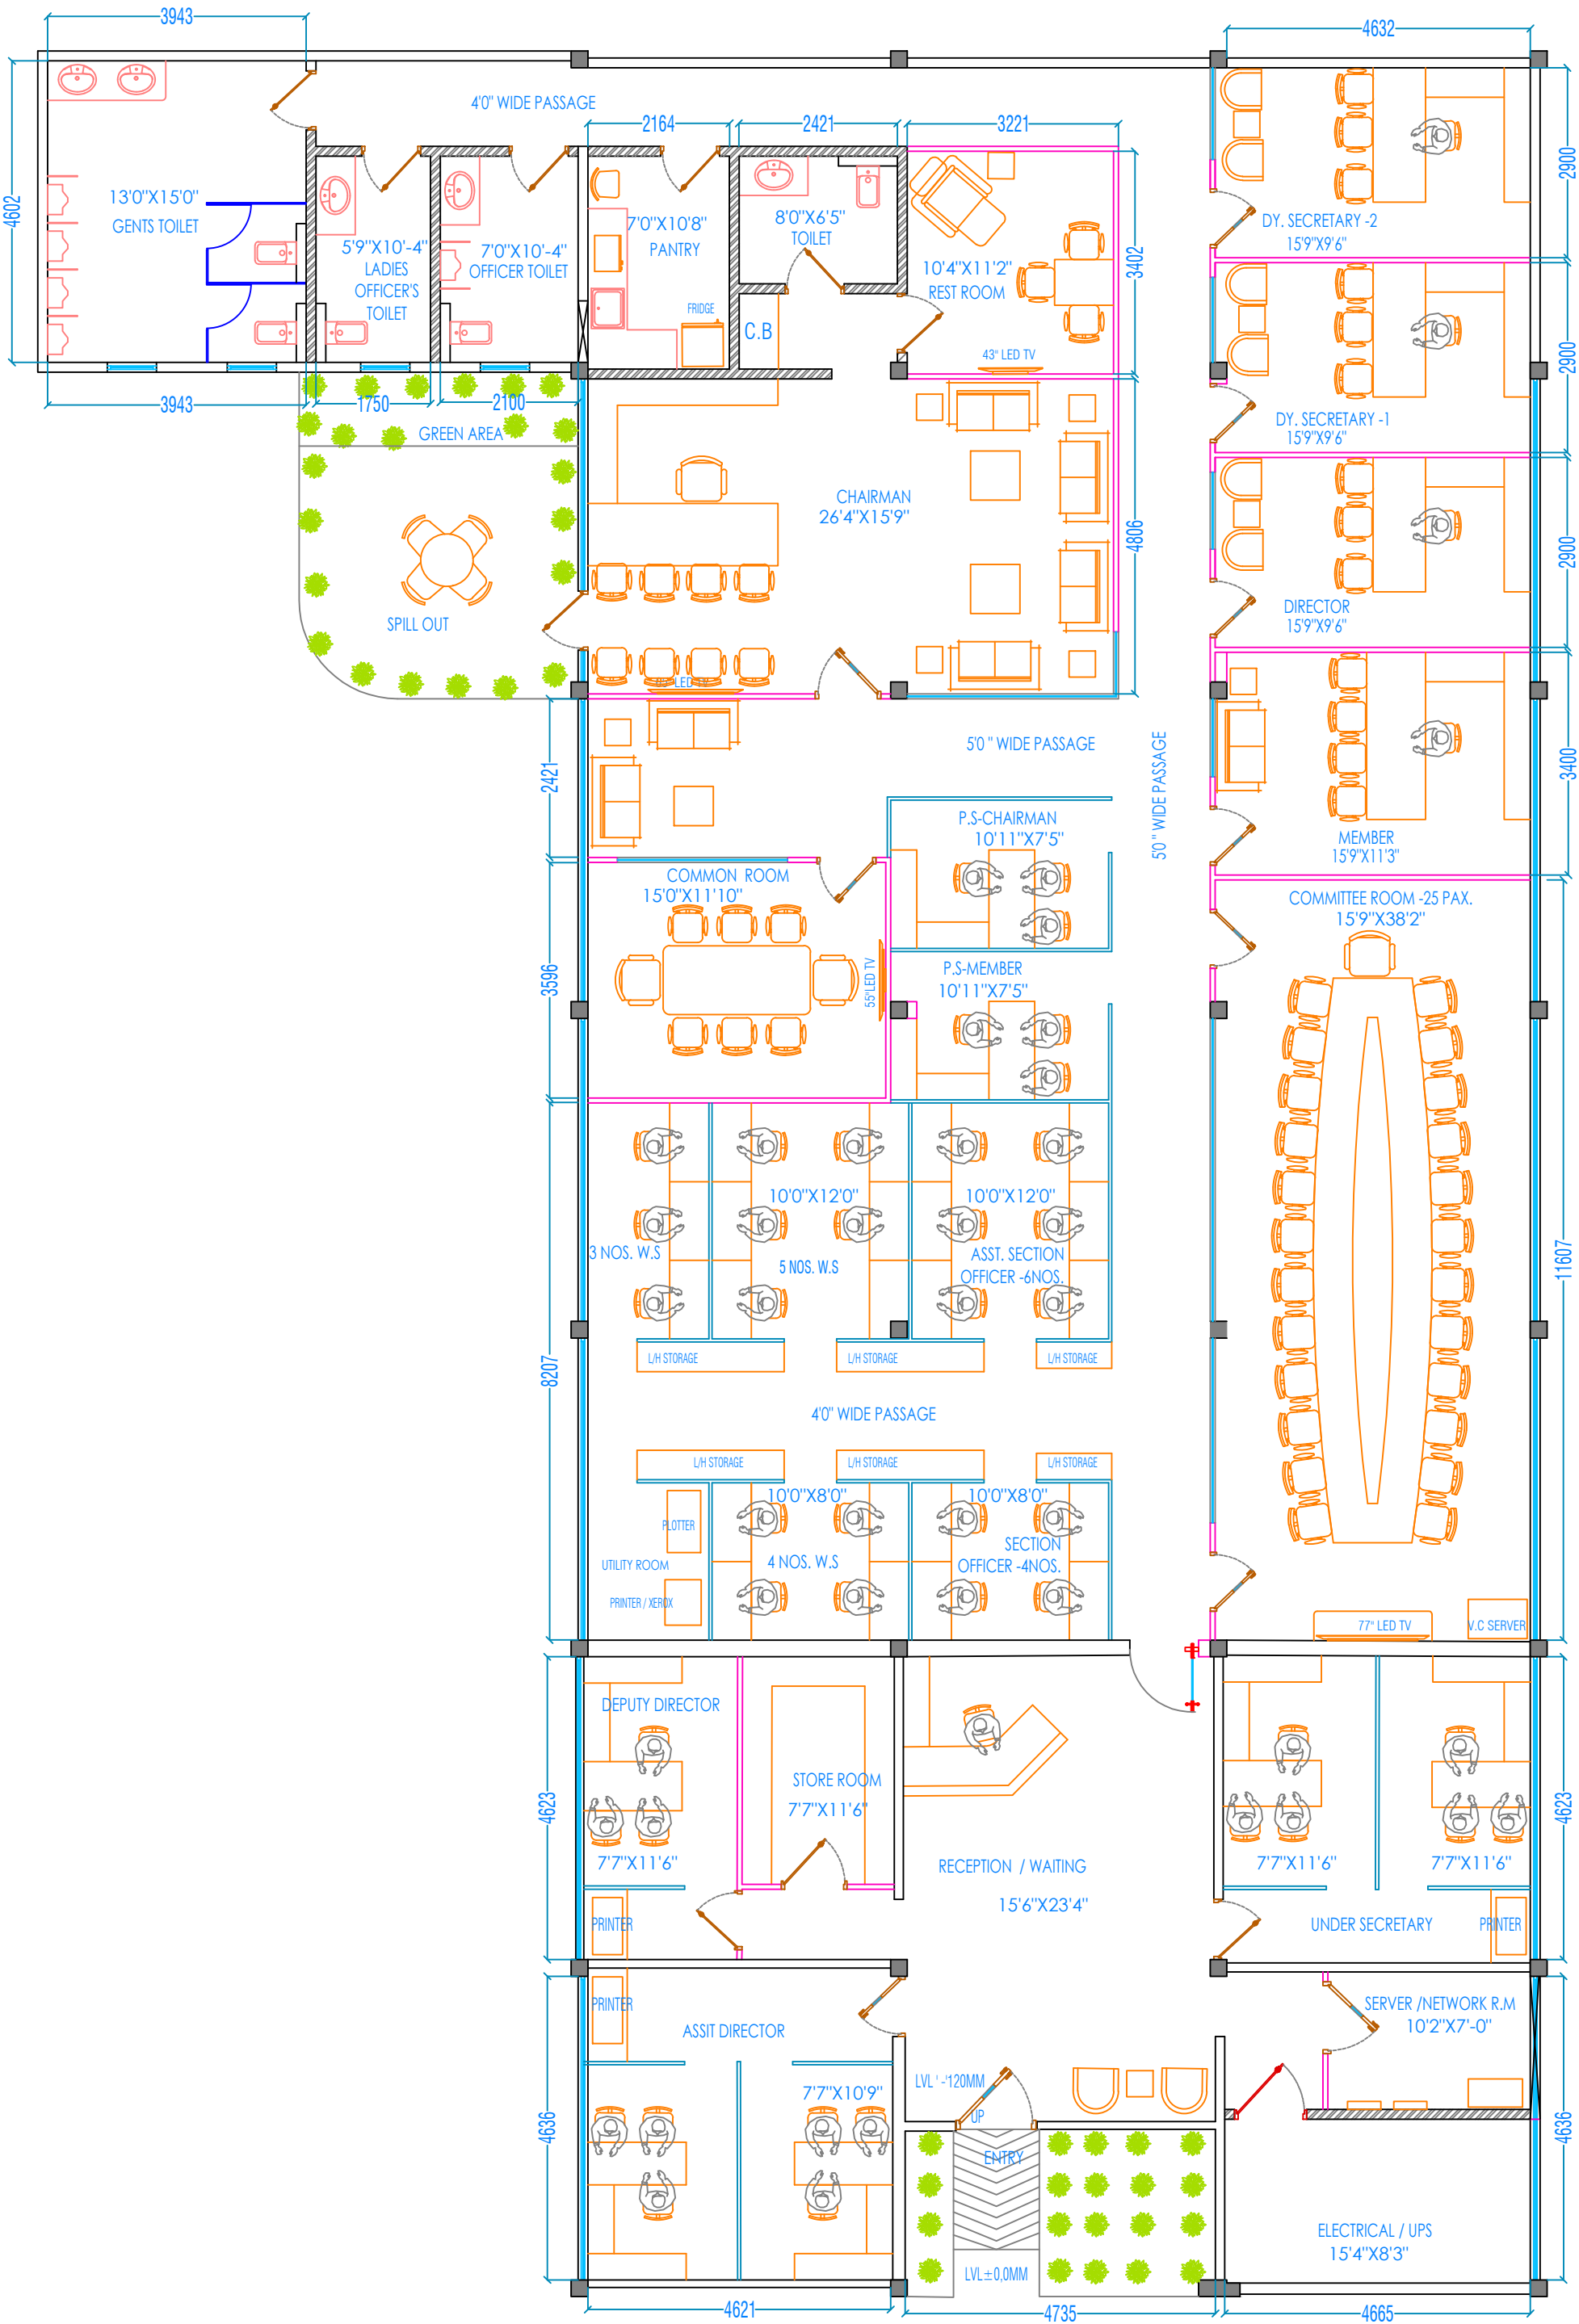 3943
4632
4'0" WIDE PASSAGE
2164
2421
3221
2900
4602
13'0"X15'0"
GENTS TOILET
5'9"X10'-4"
LADIES
OFFICER'S
TOILET
7'0"X10'-4"
OFFICER TOILET
7'0"X10'8"
PANTRY
FRIDGE
8'0"X6'5"
TOILET
C.B
10'4"X11'2"
REST ROOM
43" LED TV
3402
DY. SECRETARY -2
15'9"X9'6"
2900
3943
1750
2100
GREEN AREA
SPILL OUT
CHAIRMAN
26'4"X15'9"
4806
DY. SECRETARY -1
15'9"X9'6"
2900
DIRECTOR
15'9"X9'6"
LED TV
2421
5'0 " WIDE PASSAGE
5'0 " WIDE PASSAGE
3400
MEMBER
15'9"X11'3"
P.S-CHAIRMAN
10'11"X7'5"
COMMON ROOM
15'0"X11'10"
55"LED TV
3596
P.S-MEMBER
10'11"X7'5"
COMMITTEE ROOM -25 PAX.
15'9"X38'2"
11607
8207
10'0"X12'0"
10'0"X12'0"
3 NOS. W.S
5 NOS. W.S
ASST. SECTION
OFFICER -6NOS.
L/H STORAGE
L/H STORAGE
L/H STORAGE
4'0" WIDE PASSAGE
L/H STORAGE
L/H STORAGE
L/H STORAGE
10'0"X8'0"
10'0"X8'0"
PLOTTER
UTILITY ROOM
PRINTER / XEROX
4 NOS. W.S
SECTION
OFFICER -4NOS.
77" LED TV
V.C SERVER
DEPUTY DIRECTOR
4623
7'7"X11'6"
PRINTER
STORE ROOM
7'7"X11'6"
RECEPTION / WAITING
15'6"X23'4"
7'7"X11'6"
7'7"X11'6"
4623
UNDER SECRETARY
PRINTER
PRINTER
ASSIT DIRECTOR
7'7"X10'9"
4636
LVL ' -'120MM
UP
ENTRY
LVL±0,0MM
SERVER /NETWORK R.M
10'2"X7'-0"
4636
ELECTRICAL / UPS
15'4"X8'3"
4621
4735
4665